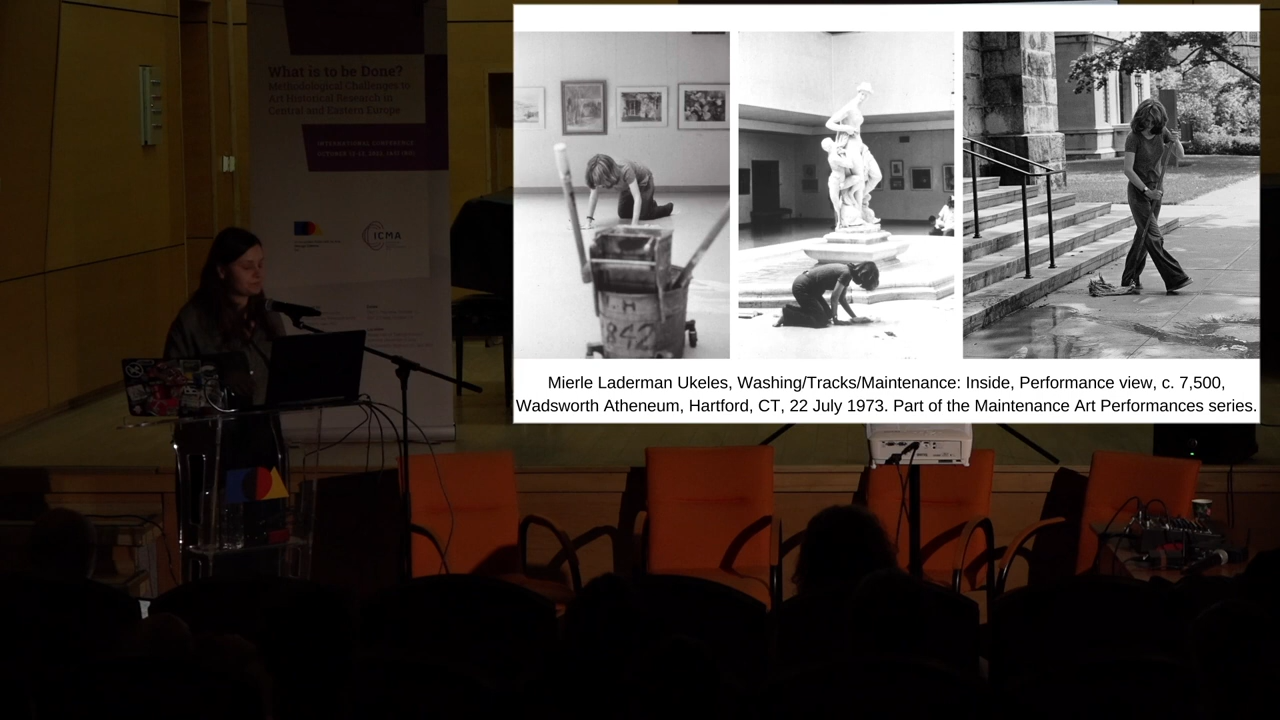 What is to be Done?
Methodological Challenges to
Art Historical Research in
Central and Eastern Europe
INTERNATIONAL CONFERENCE
ICMA
H
842
Mierle Laderman Ukeles, Washing/Tracks/Maintenance: Inside, Performance view, c. 7,500,
Wadsworth Atheneum, Hartford, CT, 22 July 1973. Part of the Maintenance Art Performances series.